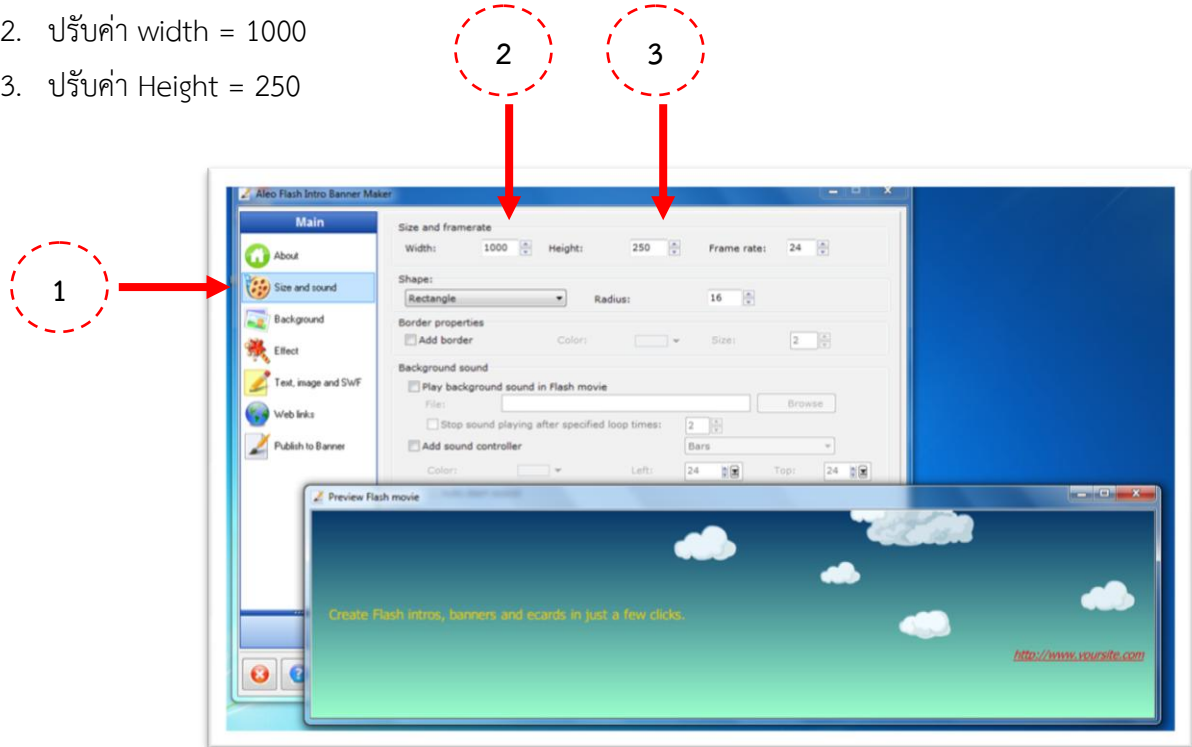 2. ปรับค่า width = 1000
3. ปรับค่า Height = 250
2
3
1
Aleo Flash Intro Banner Maker
Main
About
Size and sound
Background
Effect
Text, image and SWF
Web links
Publish to Banner
Size and framerate
Width: 1000 Height: 250 Frame rate: 24
Shape:
Rectangle Radius: 16
Border properties
Add border Color: Size: 2
Background sound
Play background sound in Flash movie
File: Browse
Stop sound playing after specified loop times: 2
Add sound controller Bars
Color: Left: 24 Top: 24
Preview Flash movie
Create Flash intros, banners and ecards in just a few clicks.
http://www.yoursite.com